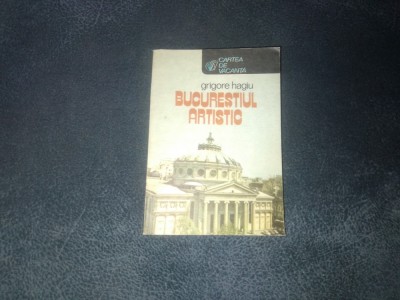 CARTEA
DE
VACANȚĂ
grigore hagiu
BUCUREȘTIUL
ARTISTIC